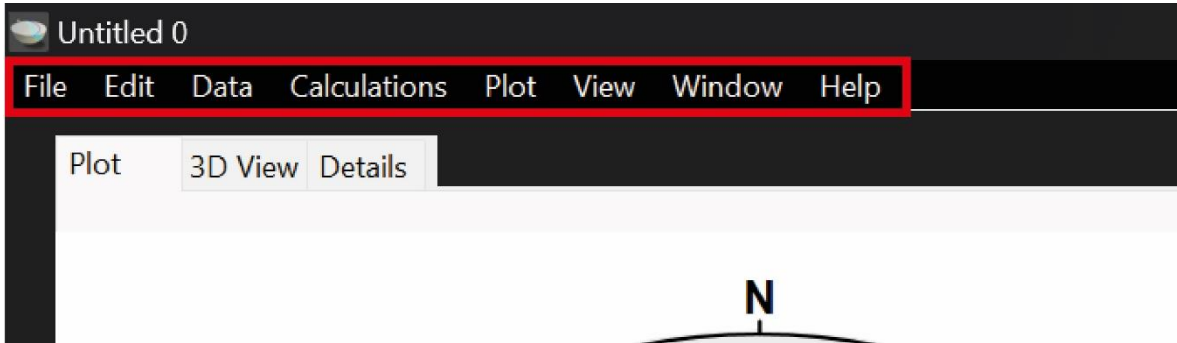 Untitled 0
File Edit Data Calculations Plot View Window Help
Plot 3D View Details
N